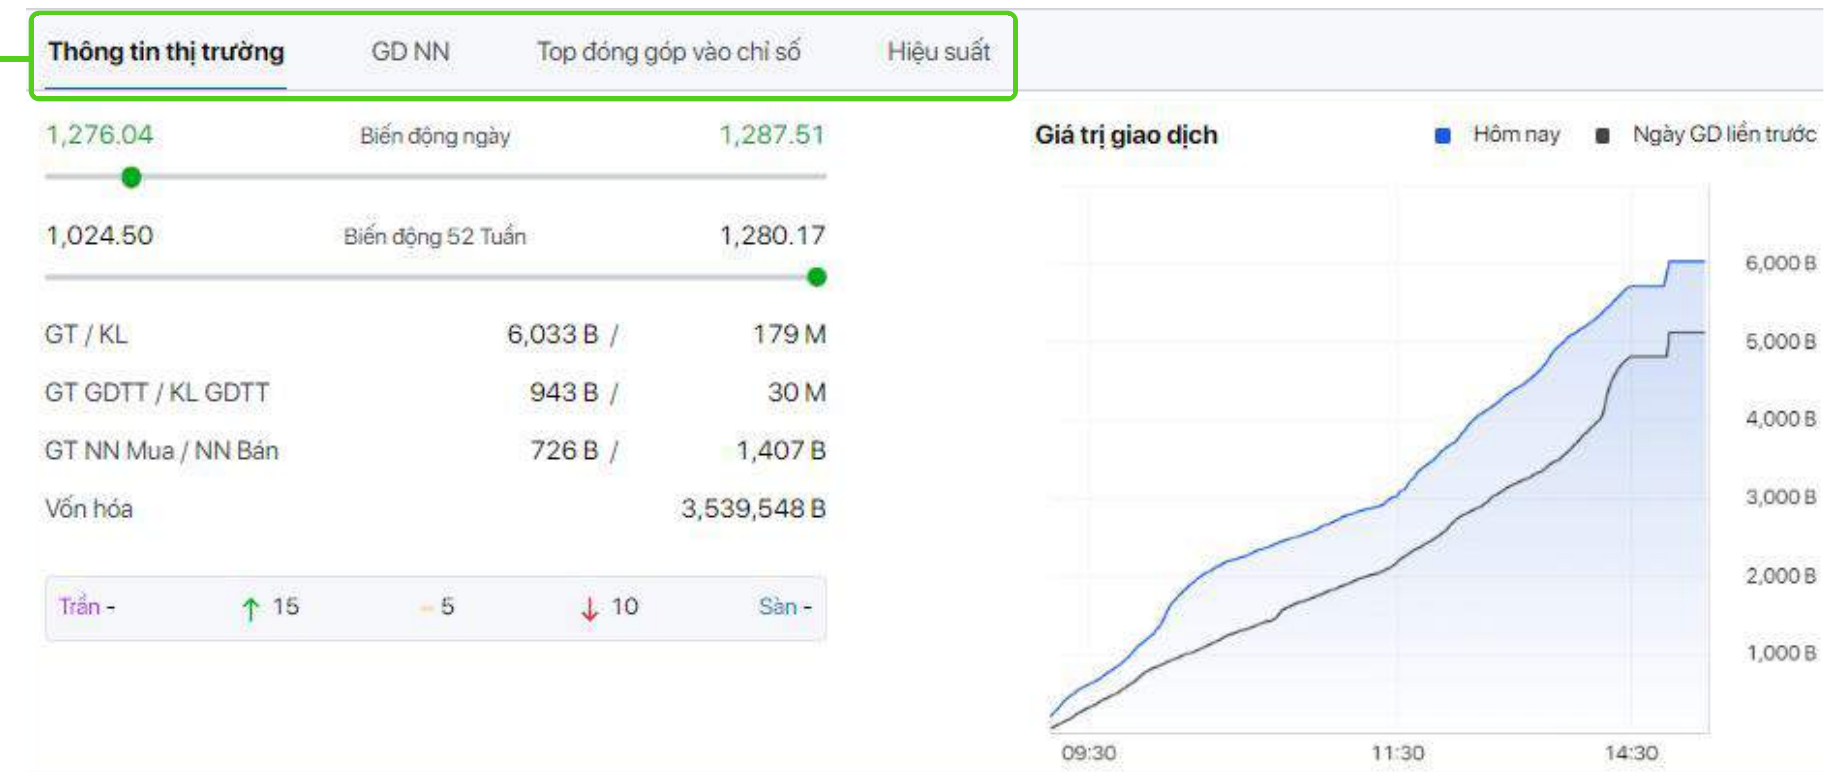 Thông tin thị trường GD NN Top đóng góp vào chỉ số Hiệu suất
1,276.04 Biến động ngày 1,287.51
1,024.50 Biến động 52 Tuần 1,280.17
GT / KL 6,033 B / 179 M
GT GDTT / KL GDTT 943 B / 30 M
GT NN Mua / NN Bán 726 B / 1,407 B
Vốn hóa 3,539,548 B
Trần - ↑ 15 - 5 ↓ 10 Sàn -
Giá trị giao dịch Hôm nay Ngày GD liền trước
6,000 B
5,000 B
4,000 B
3,000 B
2,000 B
1,000 B
09:30 11:30 14:30